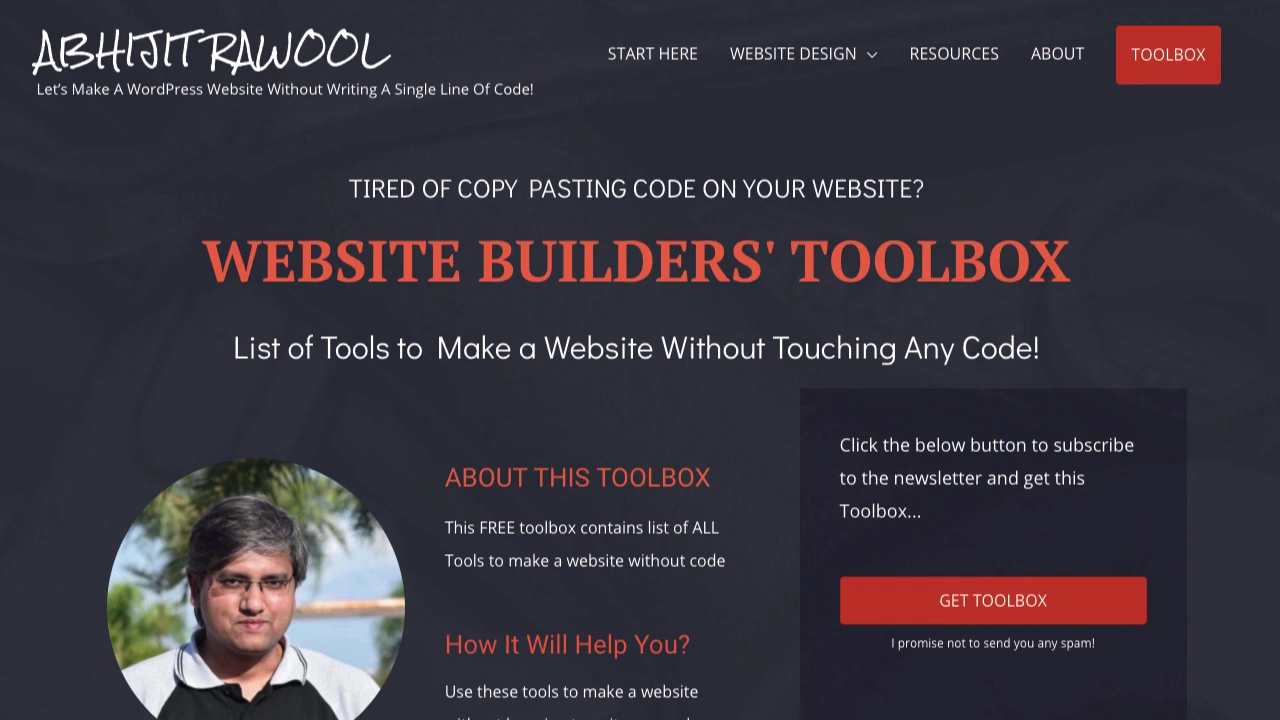 ABHIJIT RAWOOL
Let's Make A WordPress Website Without Writing A Single Line Of Code!
START HERE
WEBSITE DESIGN
RESOURCES
ABOUT
TOOLBOX
TIRED OF COPY PASTING CODE ON YOUR WEBSITE?
WEBSITE BUILDERS' TOOLBOX
List of Tools to Make a Website Without Touching Any Code!
ABOUT THIS TOOLBOX
This FREE toolbox contains list of ALL
Tools to make a website without code
How It Will Help You?
Use these tools to make a website
Click the below button to subscribe
to the newsletter and get this
Toolbox...
GET TOOLBOX
I promise not to send you any spam!